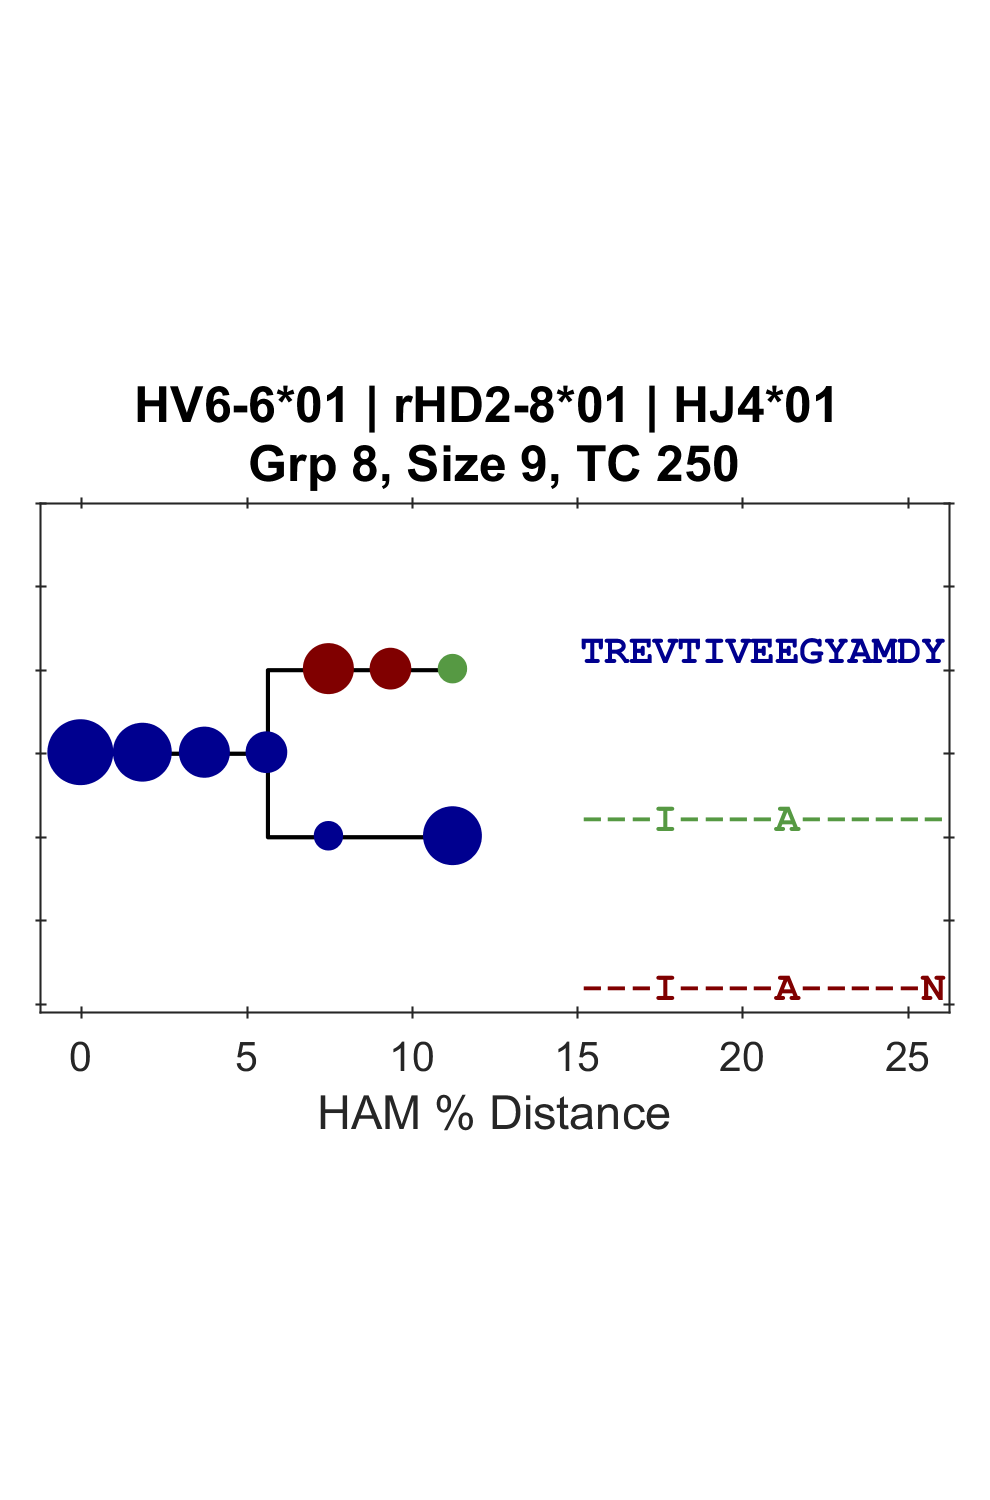 HV6-6*01 | rHD2-8*01 | HJ4*01
Grp 8, Size 9, TC 250
TREVTIVEEGYAMDY
---I----A------
---I----A-----N
0 5 10 15 20 25
HAM % Distance